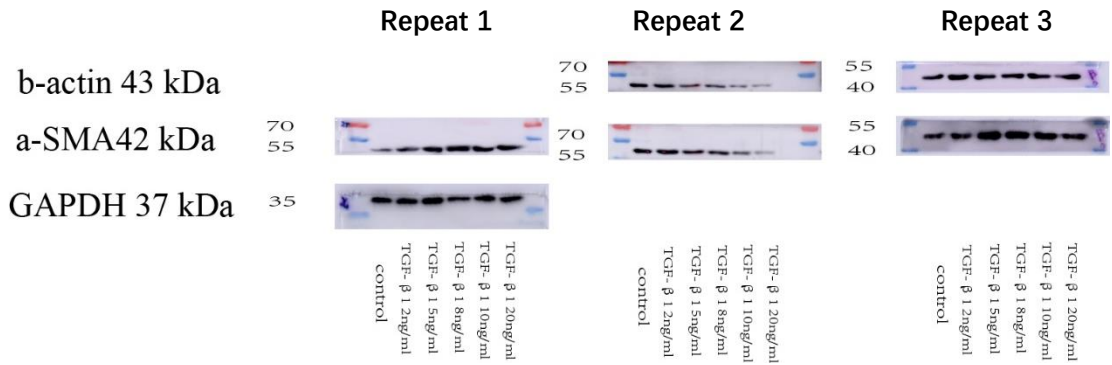 Repeat 1
Repeat 2
Repeat 3
b-actin 43 kDa
70
55
55
40
a-SMA42 kDa
70
55
70
55
55
40
GAPDH 37 kDa
35
control
TGF- β 1 2ng/ml
TGF- β 1 5ng/ml
TGF- β 1 8ng/ml
TGF- β 1 10ng/ml
TGF- β 1 20ng/ml
control
TGF- β 1 2ng/ml
TGF- β 1 5ng/ml
TGF- β 1 8ng/ml
TGF- β 1 10ng/ml
TGF- β 1 20ng/ml
control
TGF- β 1 2ng/ml
TGF- β 1 5ng/ml
TGF- β 1 8ng/ml
TGF- β 1 10ng/ml
TGF- β 1 20ng/ml